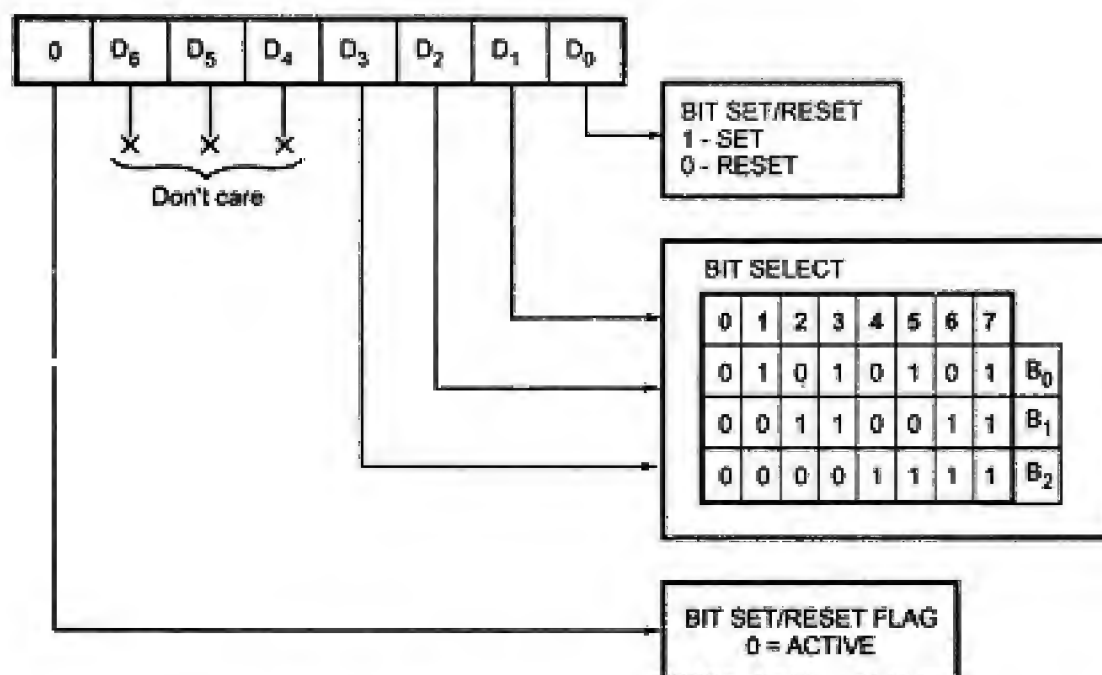 0 D₆ D₅ D₄ D₃ D₂ D₁ D₀
× × ×
Don't care
BIT SET/RESET
1 - SET
0 - RESET
BIT SELECT
0 1 2 3 4 5 6 7
0 1 0 1 0 1 0 1 B₀
0 0 1 1 0 0 1 1 B₁
0 0 0 0 1 1 1 1 B₂
BIT SET/RESET FLAG
0 = ACTIVE